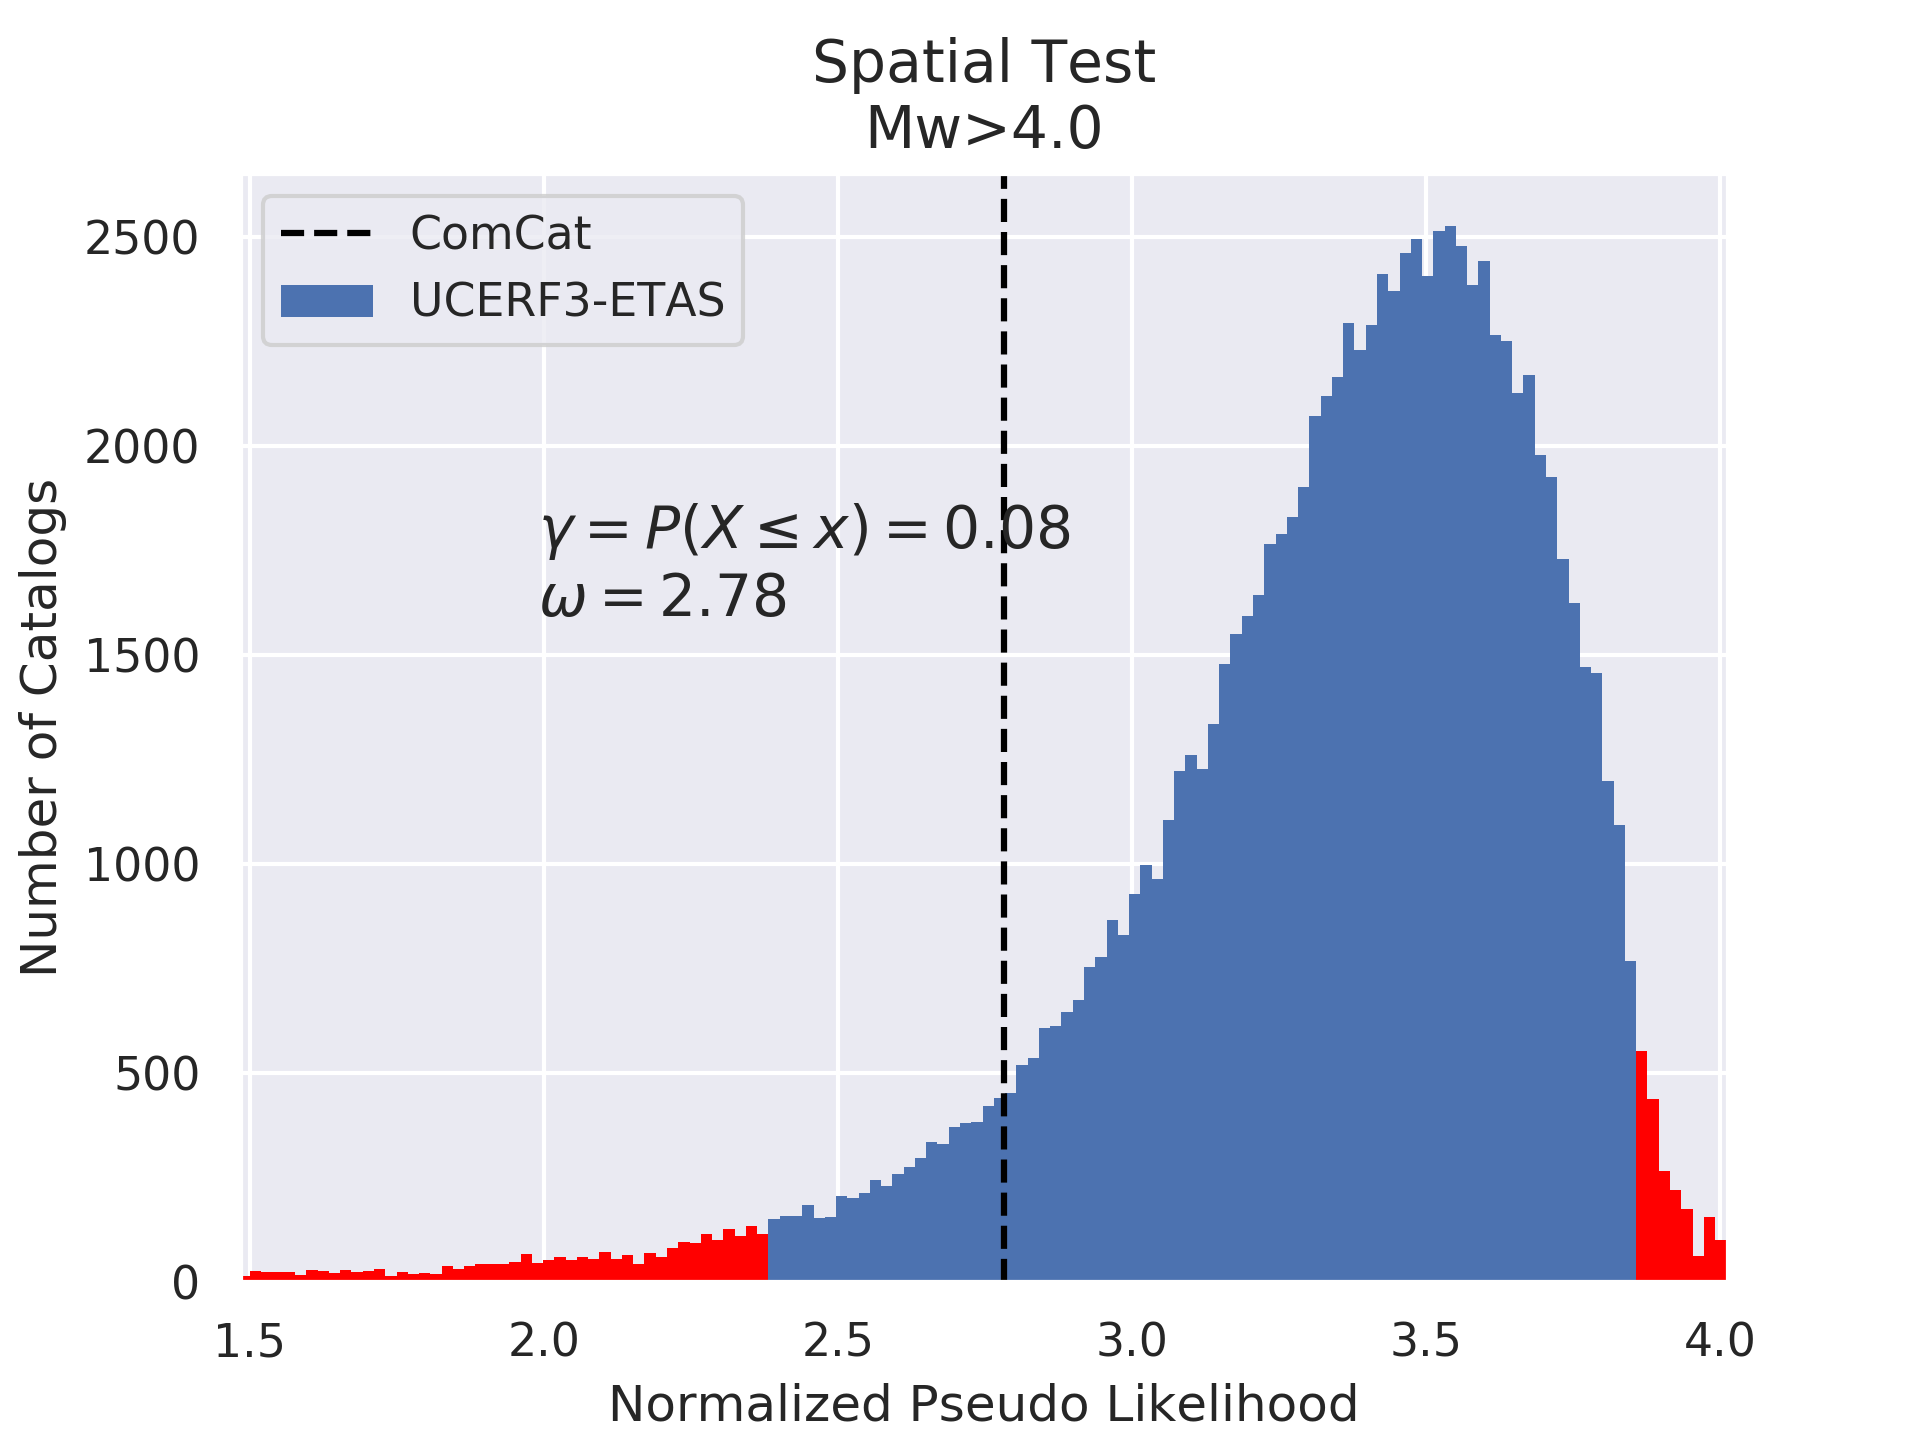 Spatial Test
Mw>4.0
ComCat
UCERF3-ETAS
γ = P(X ≤ x) = 0.08
ω = 2.78
Number of Catalogs
2500
2000
1500
1000
500
0
1.5 2.0 2.5 3.0 3.5 4.0
Normalized Pseudo Likelihood